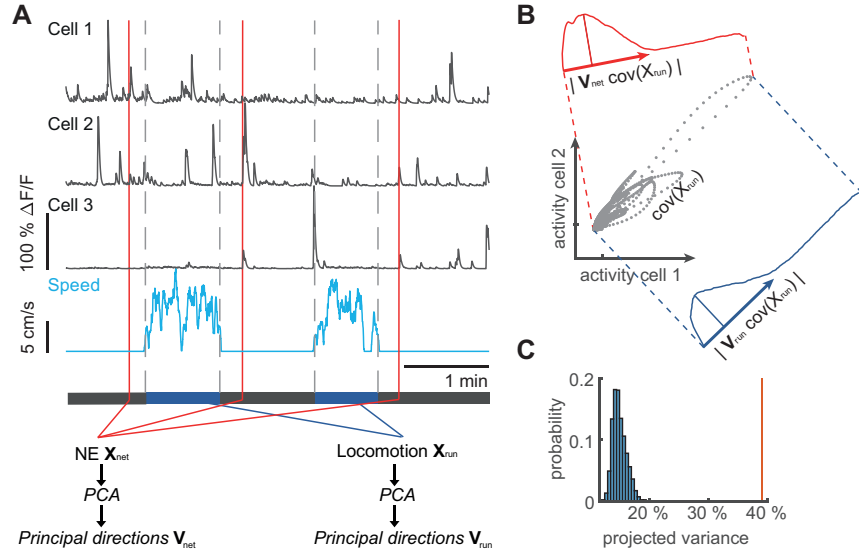 A
Cell 1
Cell 2
Cell 3
100 % ΔF/F
Speed
5 cm/s
1 min
NE Xnet
Locomotion Xrun
PCA
PCA
Principal directions Vnet
Principal directions Vrun
B
| Vnet cov(Xrun) |
activity cell 2
cov(Xrun)
activity cell 1
| Vrun cov(Xrun) |
C
0.2
0.1
0
probability
20 %
30 %
40 %
projected variance